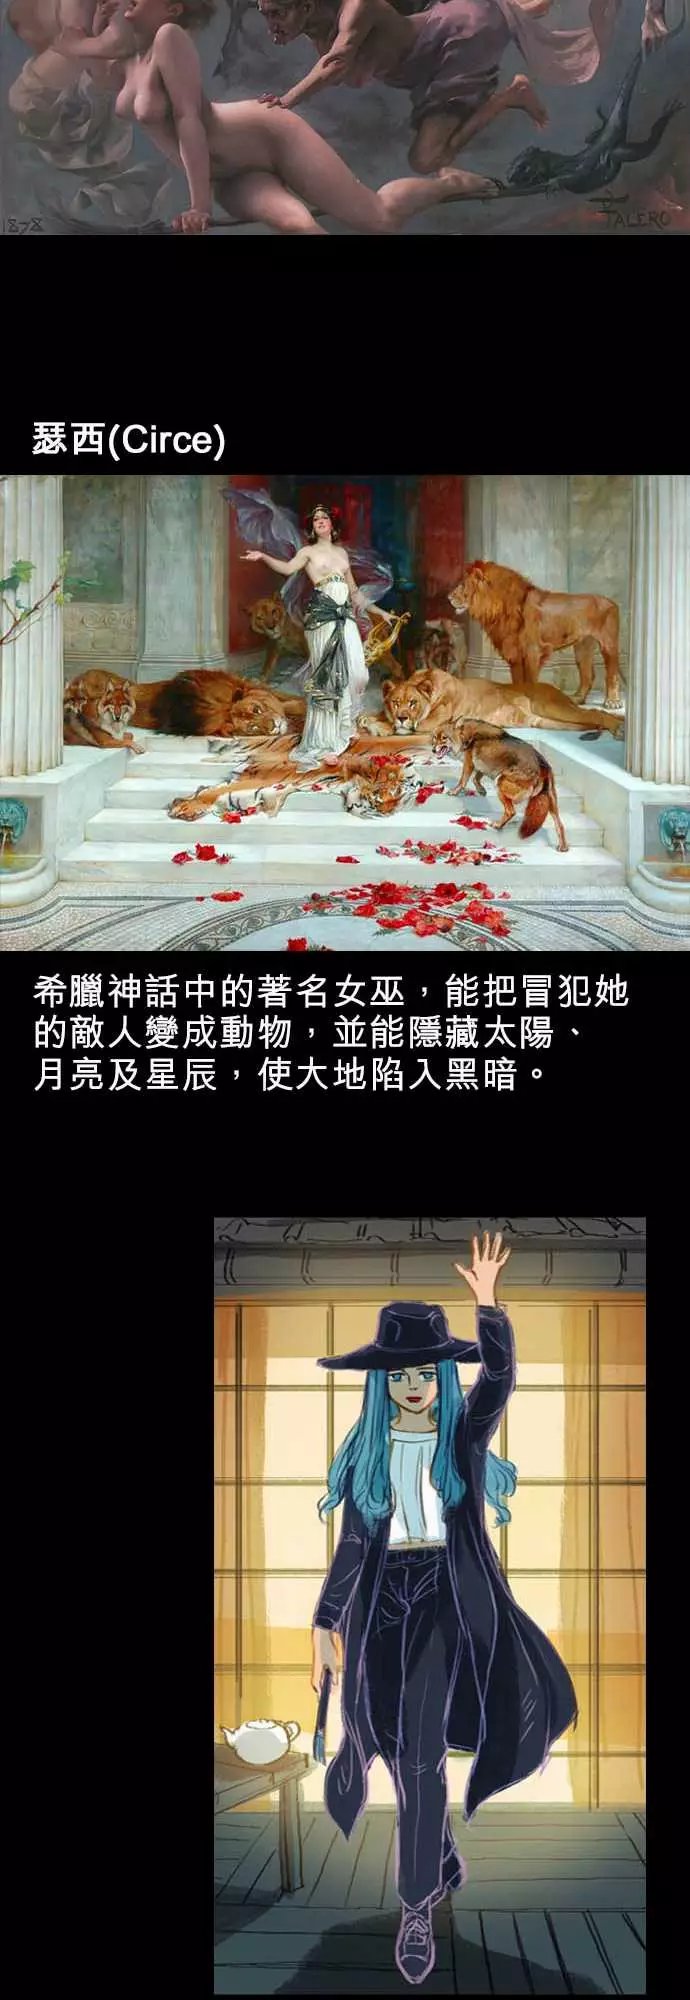 1878
FALERO
瑟西(Circe)
希臘神話中的著名女巫，能把冒犯她
的敵人變成動物，並能隱藏太陽、
月亮及星辰，使大地陷入黑暗。